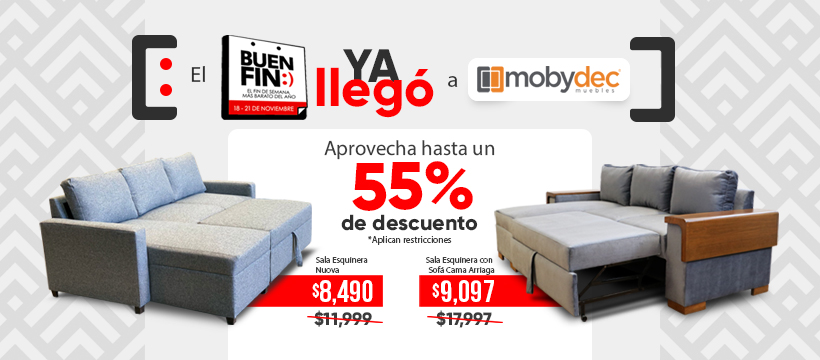 El
BUEN
FIN:)
EL FIN DE SEMANA
MÁS BARATO DEL AÑO
18 - 21 DE NOVIEMBRE
YA
llegó
a
mobydec
muebles
Aprovecha hasta un
55%
de descuento
*Aplican restricciones
Sala Esquinera
Nueva
$8,490
$11,999
Sala Esquinera con
Sofá Cama Arriaga
$9,097
$17,997